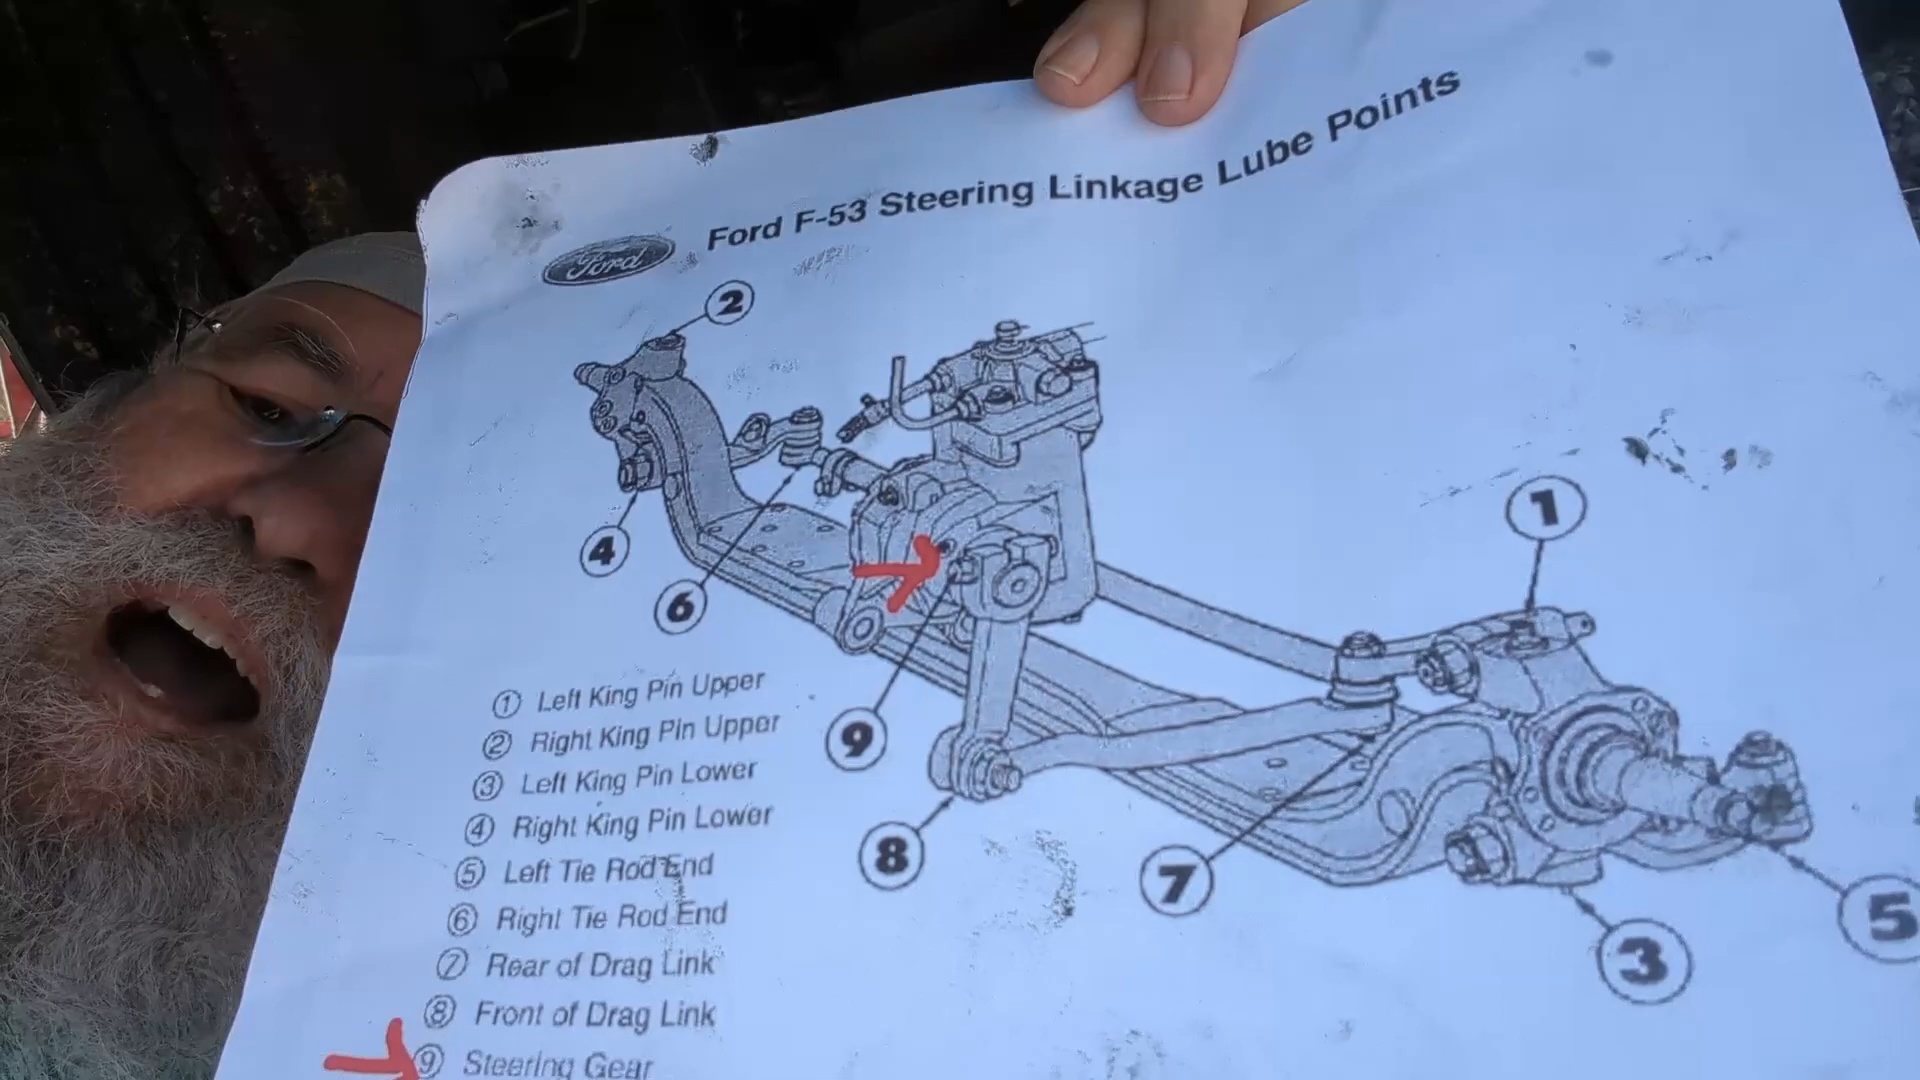 Ford F-53 Steering Linkage Lube Points
Ford
2
4
6
9
8
7
1
5
3
① Left King Pin Upper
② Right King Pin Upper
③ Left King Pin Lower
④ Right King Pin Lower
⑤ Left Tie Rod End
⑥ Right Tie Rod End
⑦ Rear of Drag Link
⑧ Front of Drag Link
⑨ Steering Gear